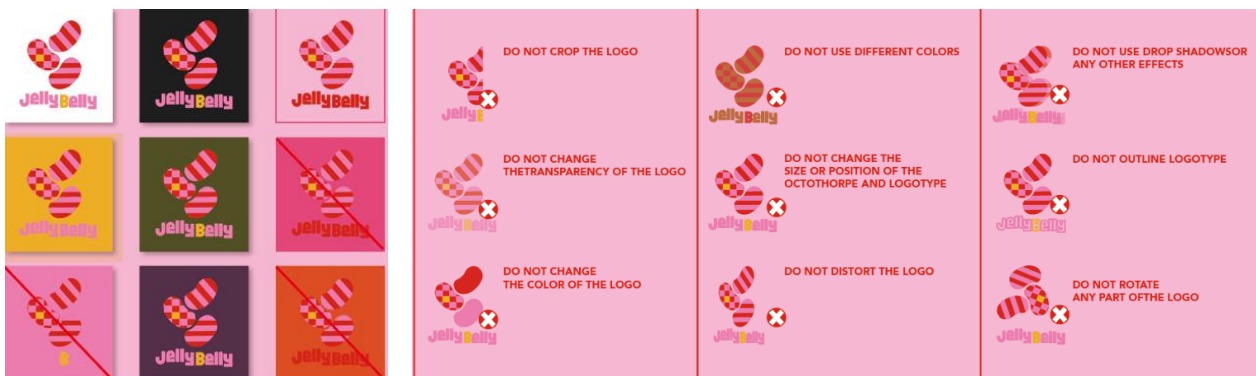 JellyBelly
JellyBelly
JellyBelly
JellyBelly
JellyBelly
JellyBelly
B
JellyBelly
JellyBelly
DO NOT CROP THE LOGO
JellyB
DO NOT CHANGE
THETRANSPARENCY OF THE LOGO
JellyBelly
DO NOT CHANGE
THE COLOR OF THE LOGO
JellyBelly
DO NOT USE DIFFERENT COLORS
JellyBelly
DO NOT CHANGE THE
SIZE OR POSITION OF THE
OCTOTHORPE AND LOGOTYPE
JellyBelly
DO NOT DISTORT THE LOGO
JellyBelly
DO NOT USE DROP SHADOWSOR
ANY OTHER EFFECTS
JellyBelly
DO NOT OUTLINE LOGOTYPE
JellyBelly
DO NOT ROTATE
ANY PART OFTHE LOGO
JellyBelly